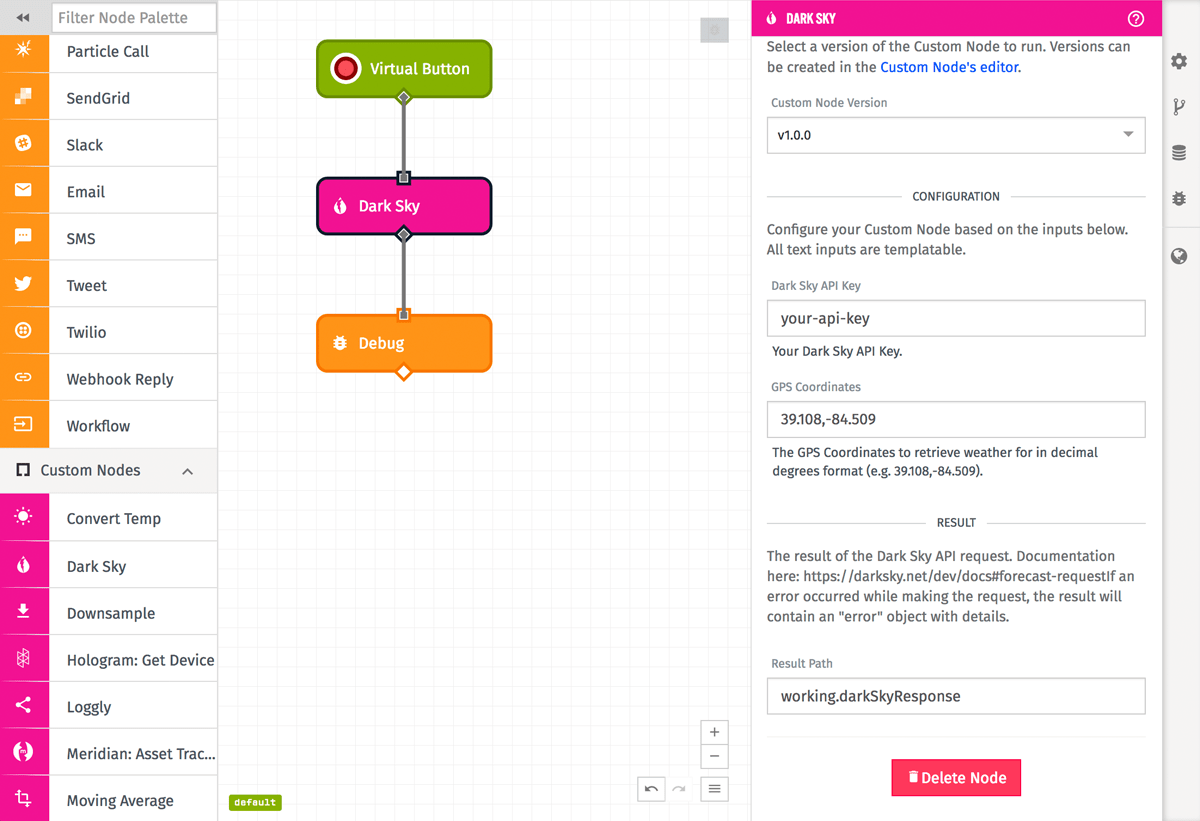 Filter Node Palette
Particle Call
SendGrid
Slack
Email
SMS
Tweet
Twilio
Webhook Reply
Workflow
Custom Nodes
Convert Temp
Dark Sky
Downsample
Hologram: Get Device
Loggly
Meridian: Asset Trac...
Moving Average
Virtual Button
Dark Sky
Debug
default
DARK SKY
Select a version of the Custom Node to run. Versions can
be created in the Custom Node's editor.
Custom Node Version
v1.0.0
CONFIGURATION
Configure your Custom Node based on the inputs below.
All text inputs are templatable.
Dark Sky API Key
your-api-key
Your Dark Sky API Key.
GPS Coordinates
39.108,-84.509
The GPS Coordinates to retrieve weather for in decimal
degrees format (e.g. 39.108,-84.509).
RESULT
The result of the Dark Sky API request. Documentation
here: https://darksky.net/dev/docs#forecast-requestIf an
error occurred while making the request, the result will
contain an "error" object with details.
Result Path
working.darkSkyResponse
Delete Node